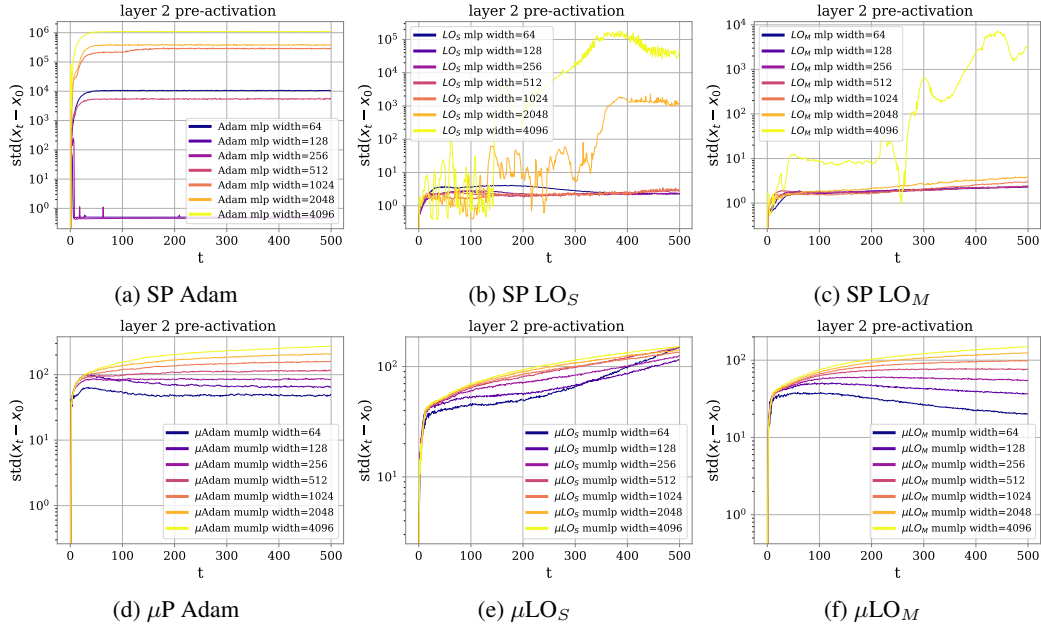 layer 2 pre-activation
std(x_t − x_0)
10^6
10^5
10^4
10^3
10^2
10^1
10^0
Adam mlp width=64
Adam mlp width=128
Adam mlp width=256
Adam mlp width=512
Adam mlp width=1024
Adam mlp width=2048
Adam mlp width=4096
0 100 200 300 400 500
t
(a) SP Adam
layer 2 pre-activation
std(x_t − x_0)
10^5
10^4
10^3
10^2
10^1
10^0
LO_S mlp width=64
LO_S mlp width=128
LO_S mlp width=256
LO_S mlp width=512
LO_S mlp width=1024
LO_S mlp width=2048
LO_S mlp width=4096
0 100 200 300 400 500
t
(b) SP LO_S
layer 2 pre-activation
std(x_t − x_0)
10^4
10^3
10^2
10^1
10^0
LO_M mlp width=64
LO_M mlp width=128
LO_M mlp width=256
LO_M mlp width=512
LO_M mlp width=1024
LO_M mlp width=2048
LO_M mlp width=4096
0 100 200 300 400 500
t
(c) SP LO_M
layer 2 pre-activation
std(x_t − x_0)
10^2
10^1
10^0
μAdam mumlp width=64
μAdam mumlp width=128
μAdam mumlp width=256
μAdam mumlp width=512
μAdam mumlp width=1024
μAdam mumlp width=2048
μAdam mumlp width=4096
0 100 200 300 400 500
t
(d) μP Adam
layer 2 pre-activation
std(x_t − x_0)
10^2
10^1
μLO_S mumlp width=64
μLO_S mumlp width=128
μLO_S mumlp width=256
μLO_S mumlp width=512
μLO_S mumlp width=1024
μLO_S mumlp width=2048
μLO_S mumlp width=4096
0 100 200 300 400 500
t
(e) μLO_S
layer 2 pre-activation
std(x_t − x_0)
10^2
10^1
μLO_M mumlp width=64
μLO_M mumlp width=128
μLO_M mumlp width=256
μLO_M mumlp width=512
μLO_M mumlp width=1024
μLO_M mumlp width=2048
μLO_M mumlp width=4096
0 100 200 300 400 500
t
(f) μLO_M